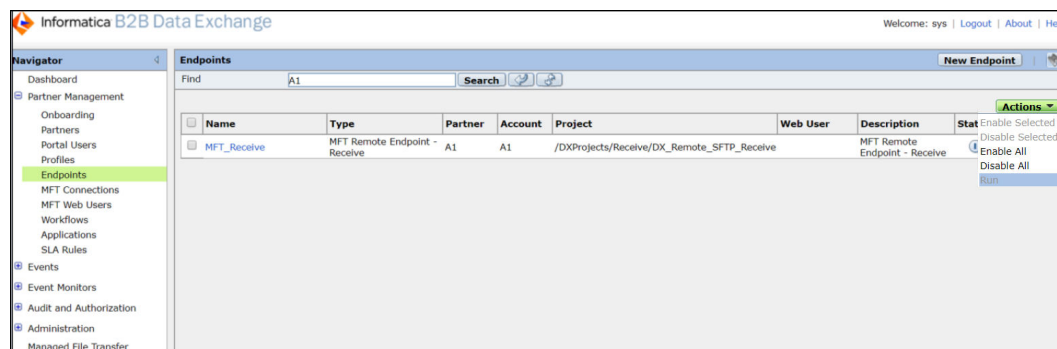 Informatica B2B Data Exchange
Welcome: sys | Logout | About | He
Navigator
Endpoints
New Endpoint
Dashboard
Find
A1
Search
Partner Management
Actions
Onboarding
Partners
Portal Users
Profiles
Endpoints
MFT Connections
MFT Web Users
Workflows
Applications
SLA Rules
Events
Event Monitors
Audit and Authorization
Administration
Managed File Transfer
Name Type Partner Account Project Web User Description Stat
MFT_Receive MFT Remote Endpoint - Receive A1 A1 /DXProjects/Receive/DX_Remote_SFTP_Receive MFT Remote Endpoint - Receive
Enable Selected
Disable Selected
Enable All
Disable All
Run